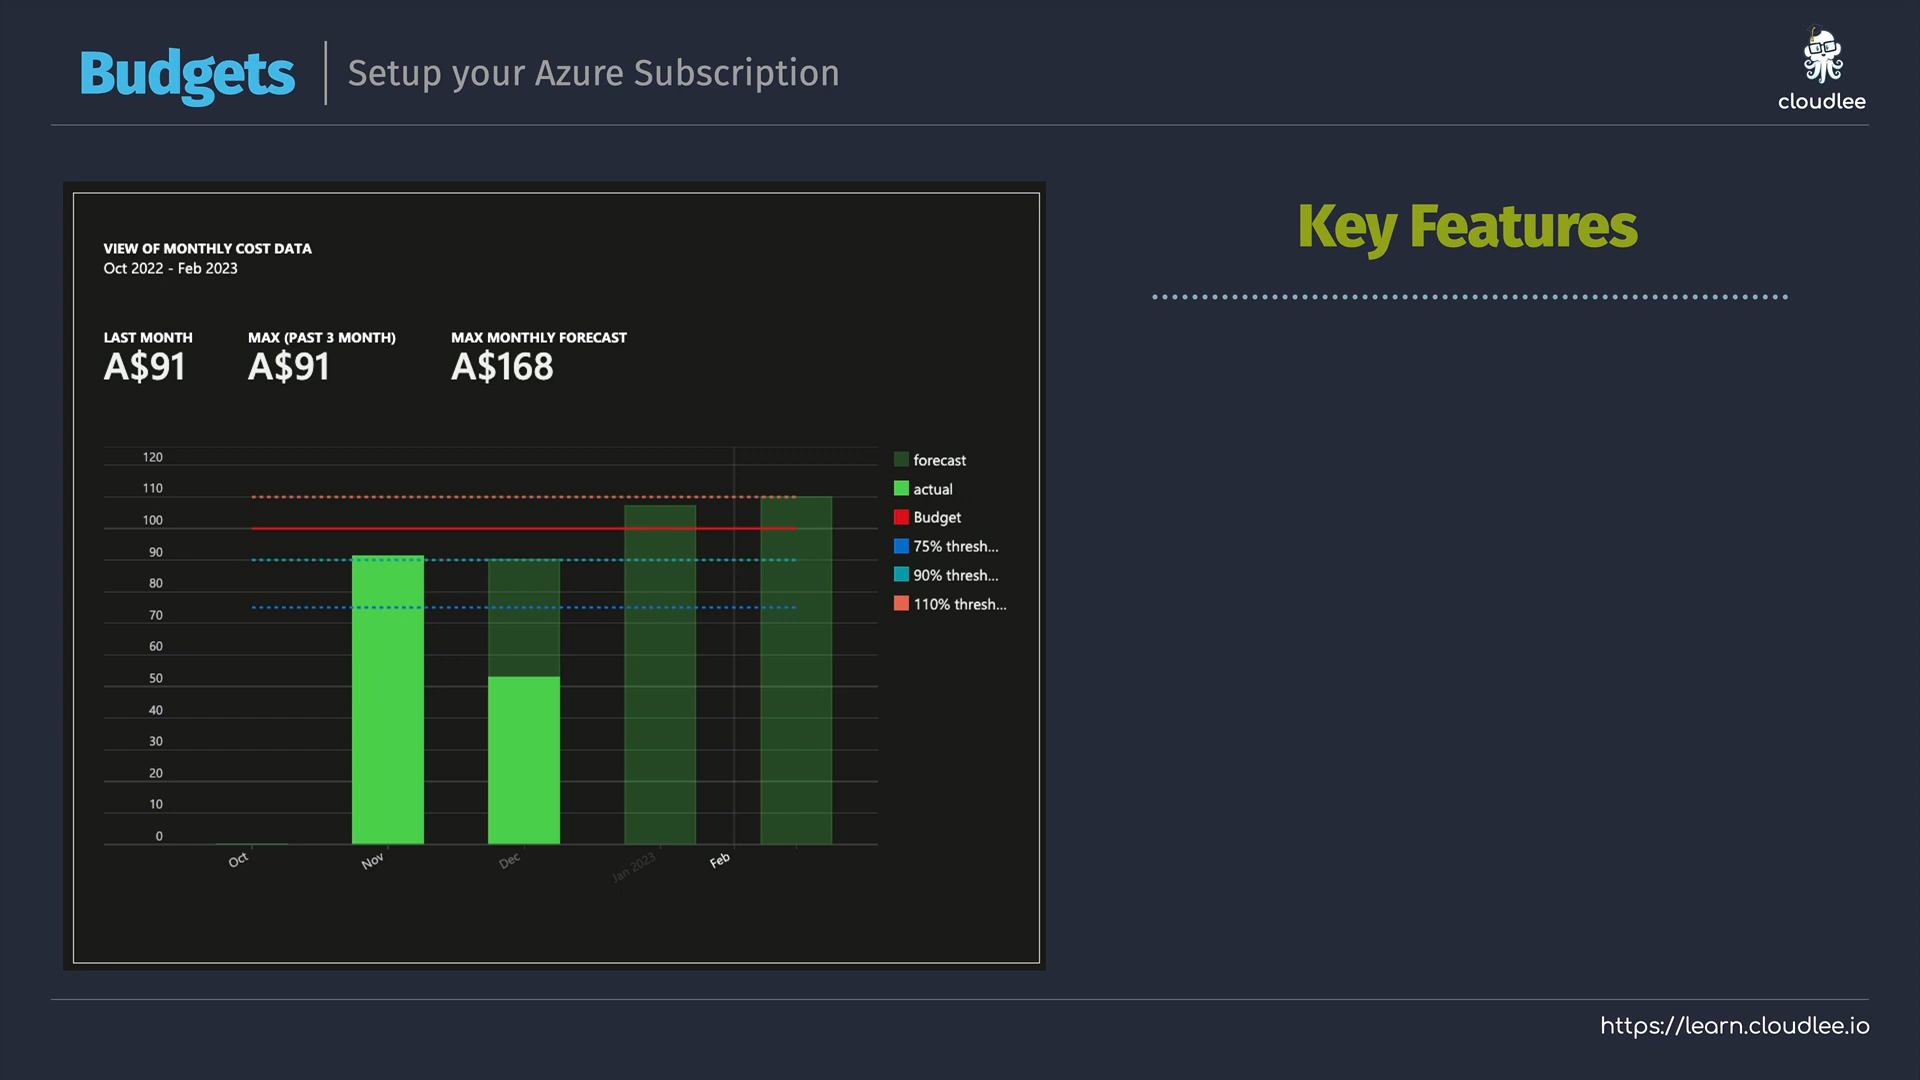 Budgets
Setup your Azure Subscription
cloudlee
VIEW OF MONTHLY COST DATA
Oct 2022 - Feb 2023
LAST MONTH
A$91
MAX (PAST 3 MONTH)
A$91
MAX MONTHLY FORECAST
A$168
120
110
100
90
80
70
60
50
40
30
20
10
0
Oct
Nov
Dec
Jan 2023
Feb
forecast
actual
Budget
75% thresh...
90% thresh...
110% thresh...
Key Features
https://learn.cloudlee.io